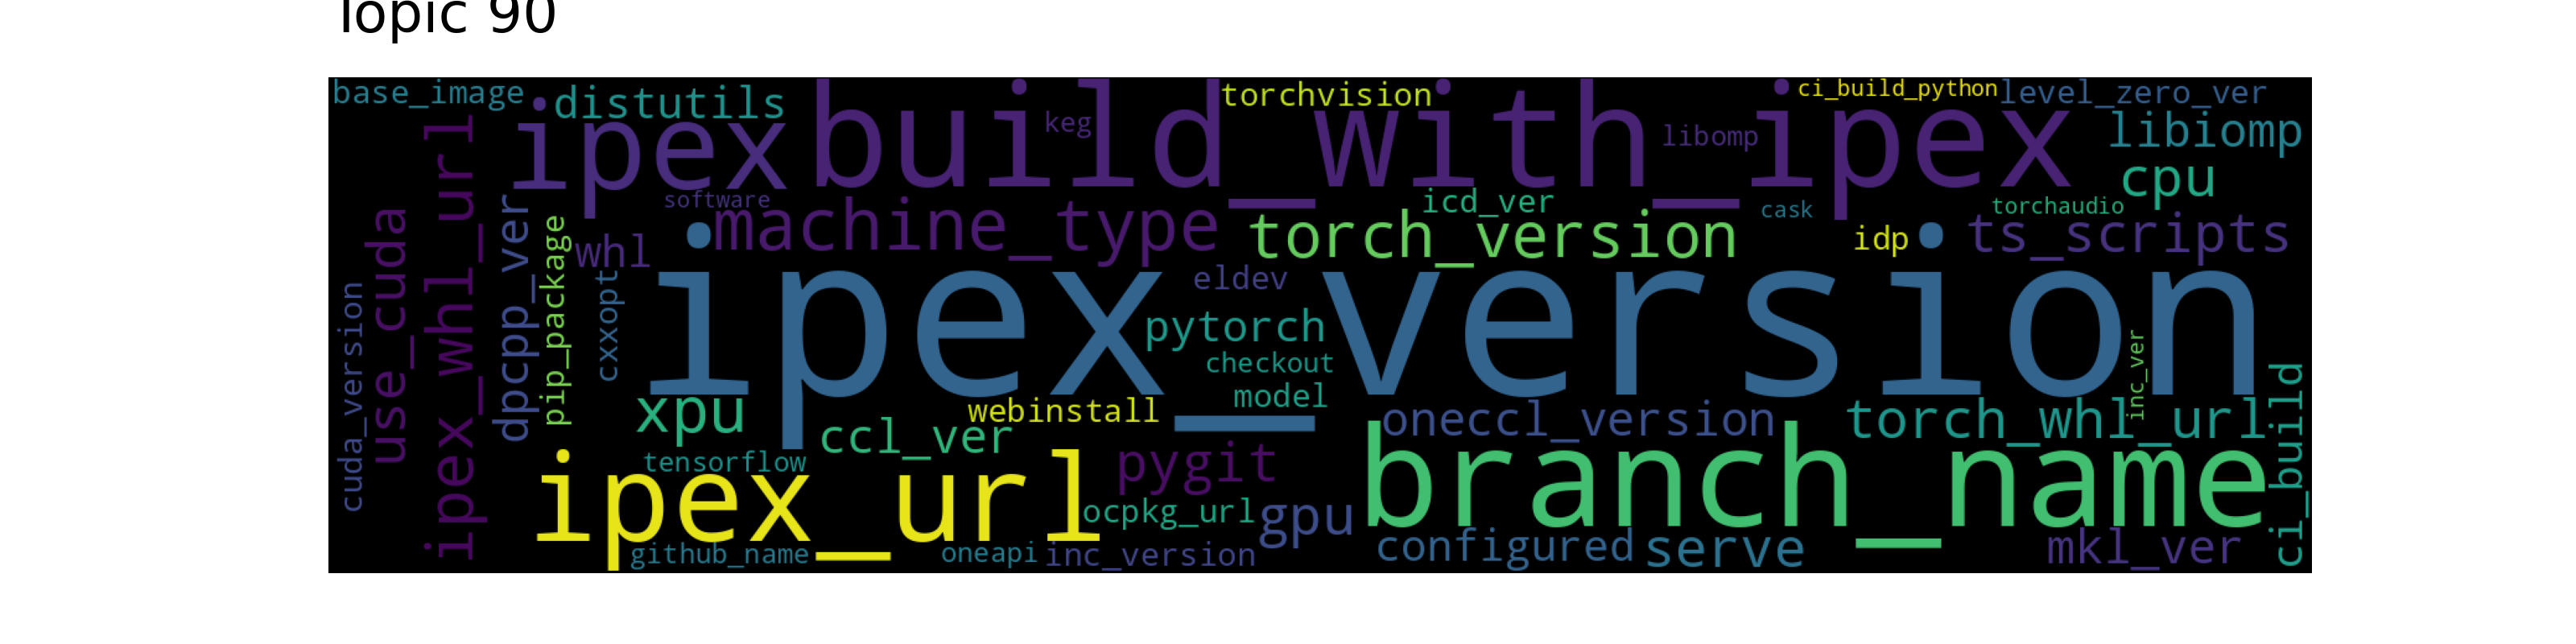 Topic 90
base_image
distutils
ipex
build_with_ipex
keg
torchvision
libomp
ci_build_python
level_zero_ver
libiomp
cpu
software
machine_type
icd_ver
torch_version
cask
torchaudio
idp
ts_scripts
whl
cuda_version
use_cuda
ipex_whl_url
dpcpp_ver
pip_package
cxxopt
ipex_version
eldev
pytorch
checkout
model
inc_ver
xpu
webinstall
ccl_ver
oneccl_version
torch_whl_url
ci_build
tensorflow
ipex_url
pygit
branch_name
ocpkg_url
gpu
github_name
oneapi
inc_version
configured
serve
mkl_ver